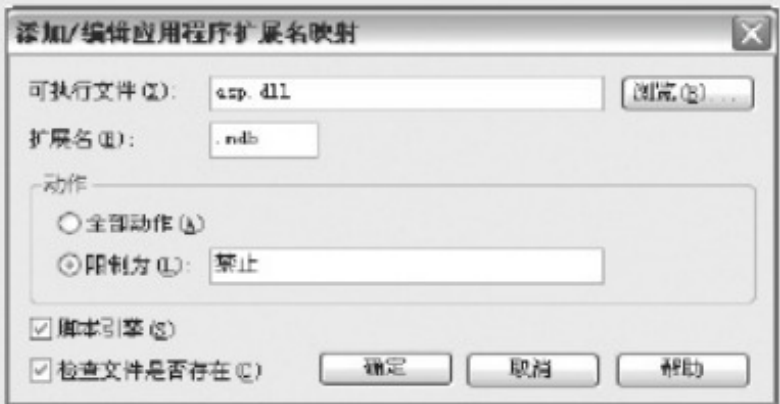 添加/编辑应用程序扩展名映射
可执行文件(X): asp.dll 浏览(B)...
扩展名(E): .mdb
动作
全部动作(A)
限制为(L): 禁止
脚本引擎(S)
检查文件是否存在(C) 确定 取消 帮助